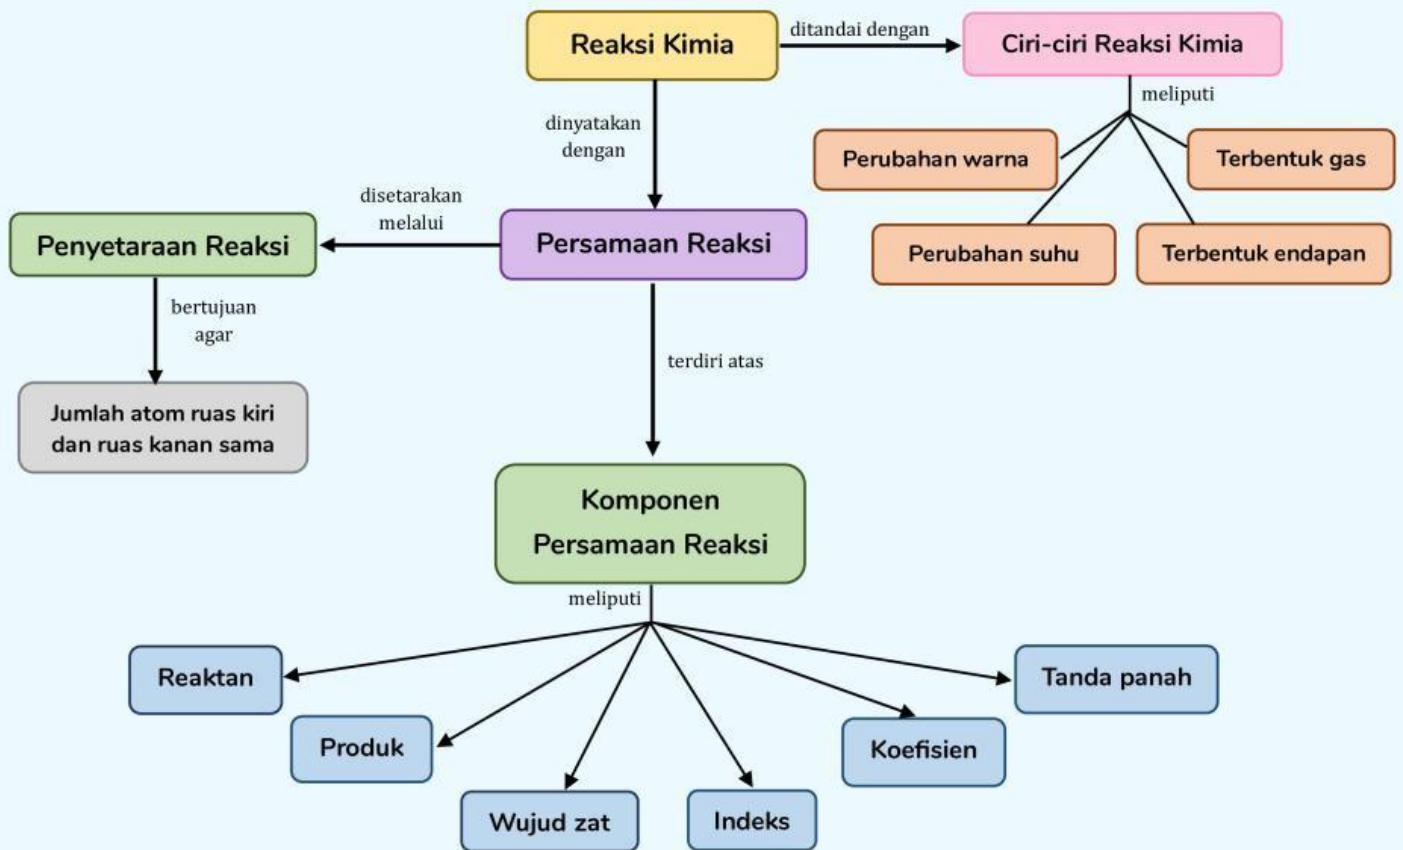 Reaksi Kimia
ditandai dengan
Ciri-ciri Reaksi Kimia
meliputi
Perubahan warna
Terbentuk gas
Perubahan suhu
Terbentuk endapan
dinyatakan
dengan
Persamaan Reaksi
disetarakan
melalui
Penyetaraan Reaksi
bertujuan
agar
Jumlah atom ruas kiri
dan ruas kanan sama
terdiri atas
Komponen
Persamaan Reaksi
meliputi
Reaktan
Produk
Wujud zat
Indeks
Koefisien
Tanda panah